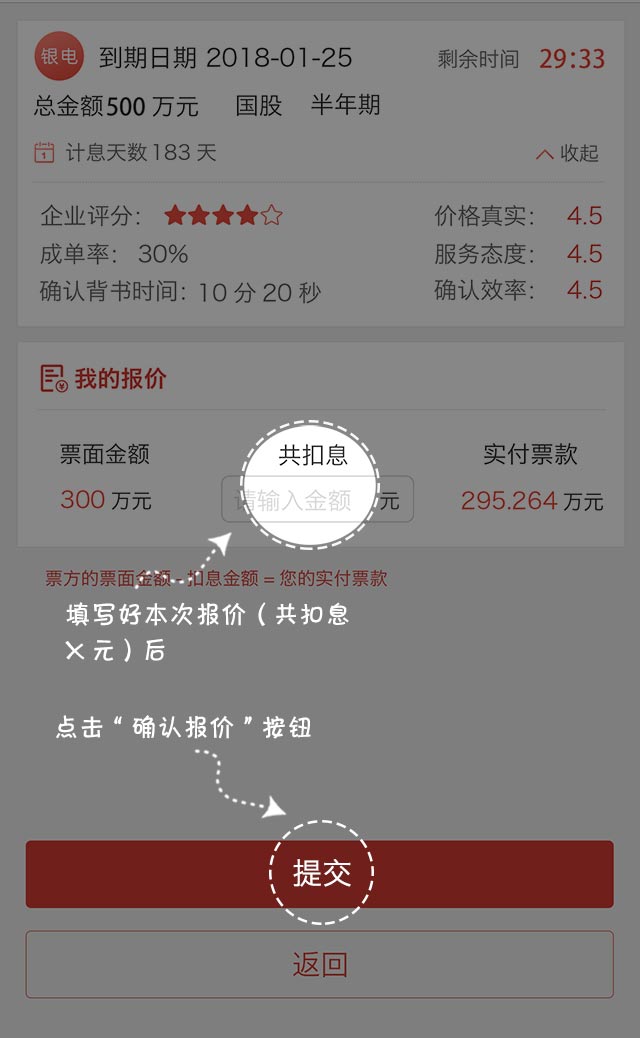 银电 到期日期 2018-01-25 剩余时间 29:33
总金额500 万元 国股 半年期
1 计息天数183 天 收起
企业评分: 价格真实: 4.5
成单率: 30% 服务态度: 4.5
确认背书时间: 10 分 20 秒 确认效率: 4.5
我的报价
票面金额 共扣息 实付票款
300 万元 请输入金额 元 295.264 万元
票方的票面金额 - 扣息金额 = 您的实付票款
填写好本次报价（共扣息
X 元）后
点击“确认报价”按钮
提交
返回